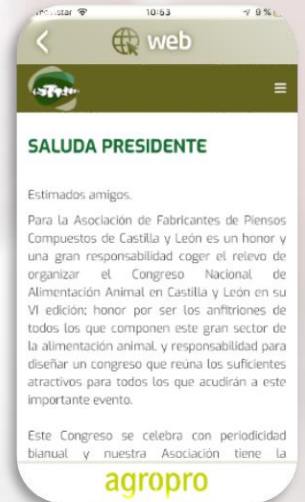 10:53
9 %
web
SALUDA PRESIDENTE
Estimados amigos,
Para la Asociación de Fabricantes de Piensos
Compuestos de Castilla y León es un honor y
una gran responsabilidad coger el relevo de
organizar el Congreso Nacional de
Alimentación Animal en Castilla y León en su
VI edición; honor por ser los anfitriones de
todos los que componen este gran sector de
la alimentación animal, y responsabilidad para
diseñar un congreso que reúna los suficientes
atractivos para todos los que acudirán a este
importante evento.
Este Congreso se celebra con periodicidad
bianual y nuestra Asociación tiene la
agropro